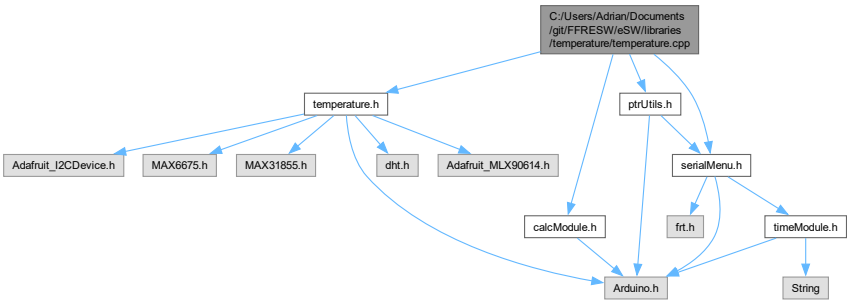 C:/Users/Adrian/Documents
/git/FFRESW/eSW/libraries
/temperature/temperature.cpp
temperature.h
ptrUtils.h
Adafruit_I2CDevice.h
MAX6675.h
MAX31855.h
dht.h
Adafruit_MLX90614.h
serialMenu.h
calcModule.h
frt.h
timeModule.h
Arduino.h
String